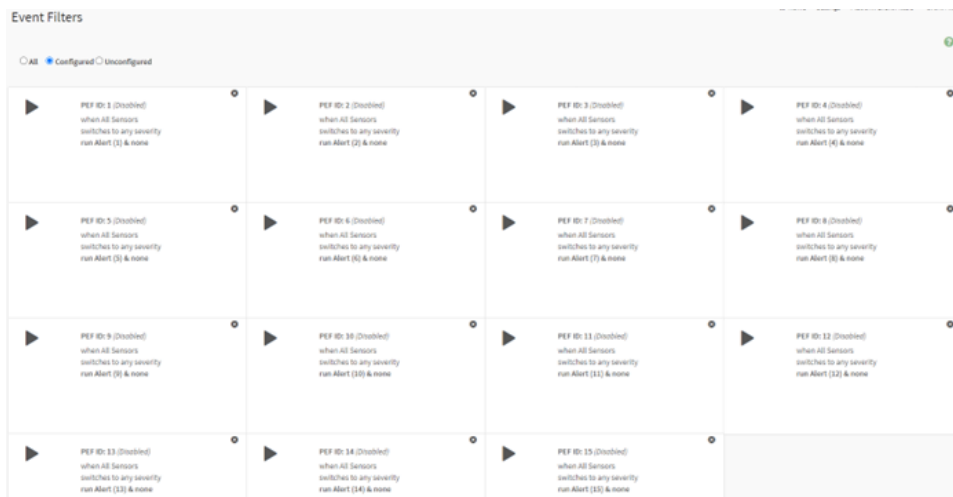 Event Filters
All Configured Unconfigured
PEF ID: 1 (Disabled)
when All Sensors
switches to any severity
run Alert (1) & none
PEF ID: 2 (Disabled)
when All Sensors
switches to any severity
run Alert (2) & none
PEF ID: 3 (Disabled)
when All Sensors
switches to any severity
run Alert (3) & none
PEF ID: 4 (Disabled)
when All Sensors
switches to any severity
run Alert (4) & none
PEF ID: 5 (Disabled)
when All Sensors
switches to any severity
run Alert (5) & none
PEF ID: 6 (Disabled)
when All Sensors
switches to any severity
run Alert (6) & none
PEF ID: 7 (Disabled)
when All Sensors
switches to any severity
run Alert (7) & none
PEF ID: 8 (Disabled)
when All Sensors
switches to any severity
run Alert (8) & none
PEF ID: 9 (Disabled)
when All Sensors
switches to any severity
run Alert (9) & none
PEF ID: 10 (Disabled)
when All Sensors
switches to any severity
run Alert (10) & none
PEF ID: 11 (Disabled)
when All Sensors
switches to any severity
run Alert (11) & none
PEF ID: 12 (Disabled)
when All Sensors
switches to any severity
run Alert (12) & none
PEF ID: 13 (Disabled)
when All Sensors
switches to any severity
run Alert (13) & none
PEF ID: 14 (Disabled)
when All Sensors
switches to any severity
run Alert (14) & none
PEF ID: 15 (Disabled)
when All Sensors
switches to any severity
run Alert (15) & none